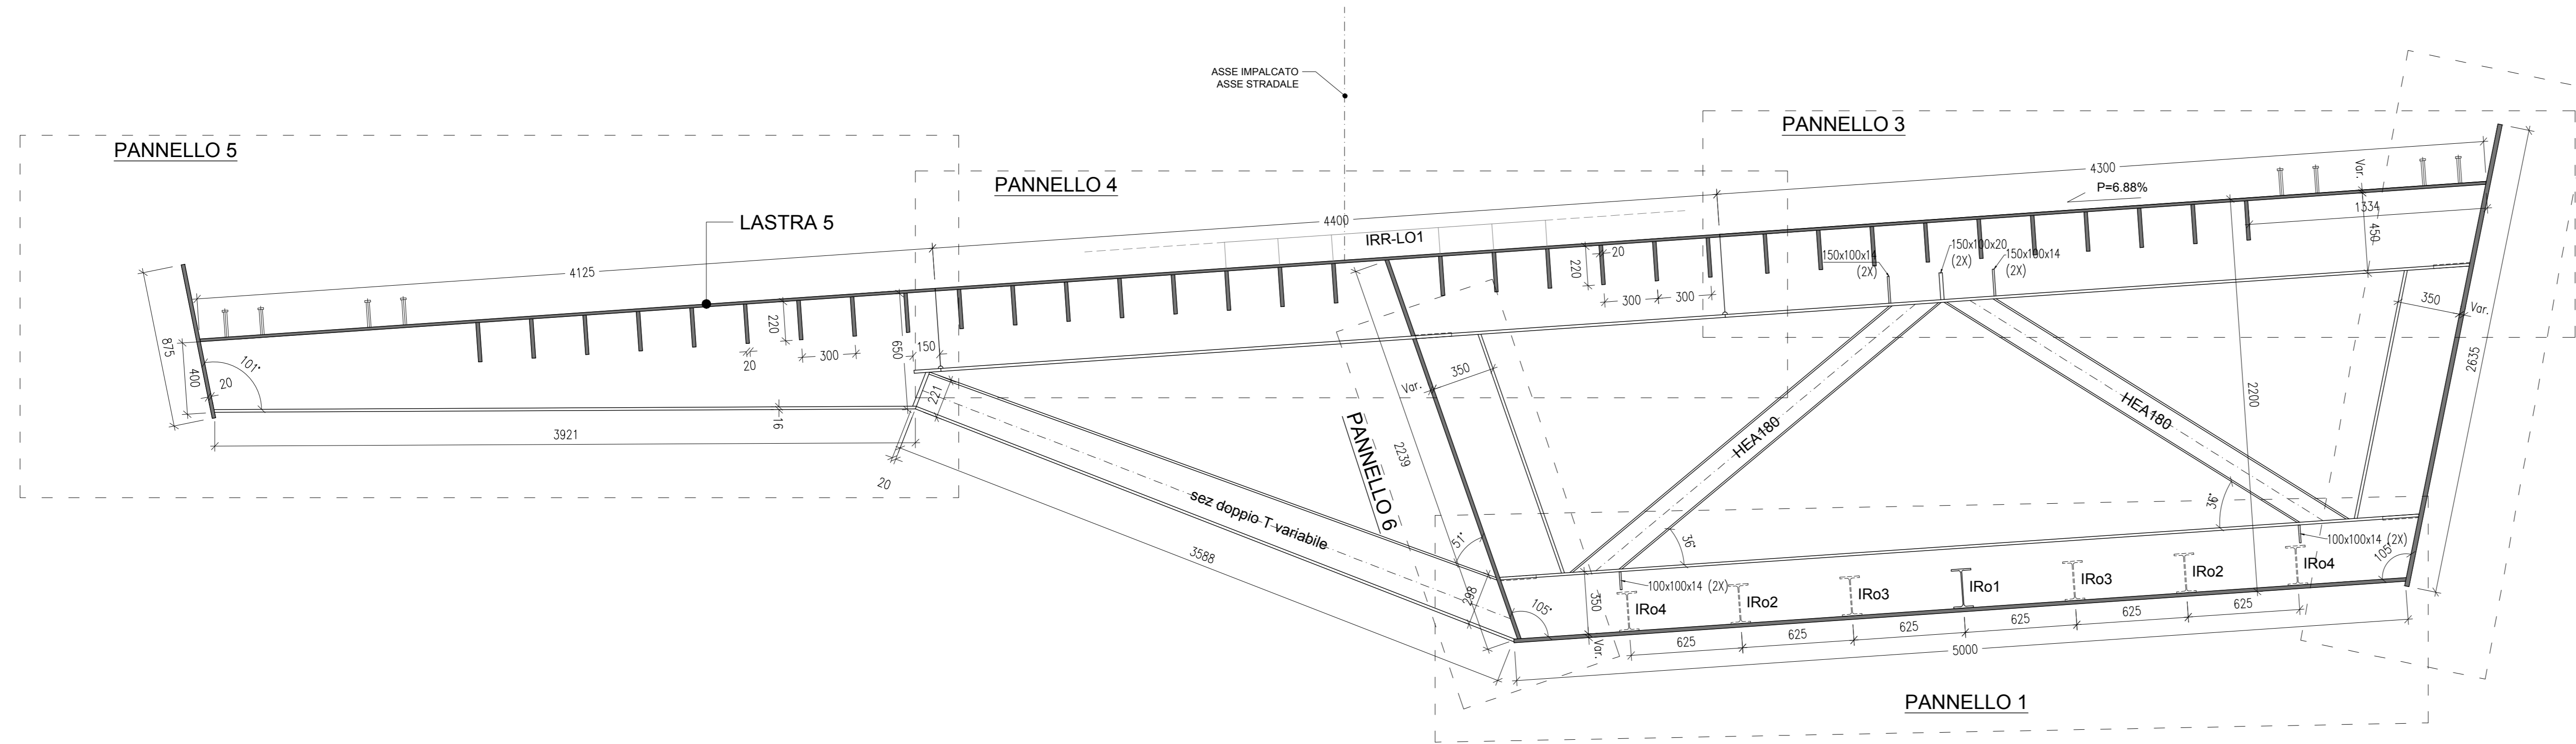 ASSE IMPALCATO
ASSE STRADALE
PANNELLO 5
PANNELLO 4
PANNELLO 3
LASTRA 5
4125
4400
4300
IRR-LO1
P=6.88%
Var.
1334
450
875
400
20
101°
220
20
300
650
150
221
16
3921
20
220
20
300
300
150x100x14
(2X)
150x100x20
(2X)
150x100x14
(2X)
350
Var.
350
Var.
2635
2200
2239
PANNELLO 6
HEA180
HEA180
sez doppio T variabile
3588
51°
36°
36°
298
105°
105°
350
Var.
100x100x14 (2X)
100x100x14 (2X)
IRo4
IRo2
IRo3
IRo1
IRo3
IRo2
IRo4
625
625
625
625
625
625
5000
PANNELLO 1